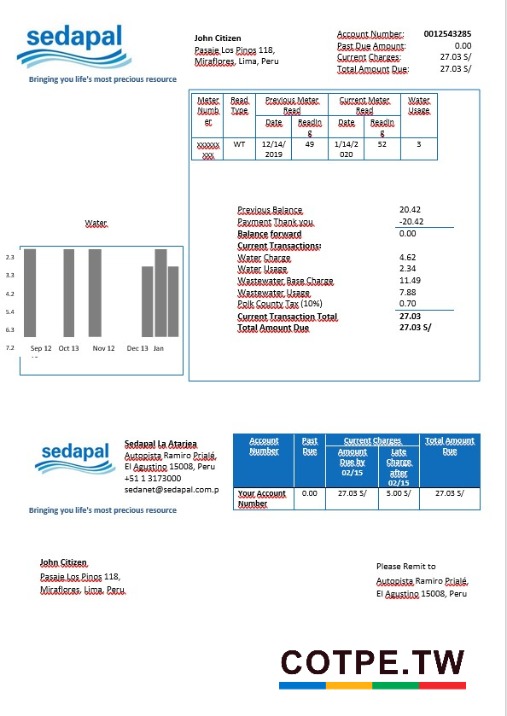 sedapal
Bringing you life's most precious resource
John Citizen
Pasaje Los Pinos 118,
Miraflores, Lima, Peru
Account Number: 0012543285
Past Due Amount: 0.00
Current Charges: 27.03 S/
Total Amount Due: 27.03 S/
Meter Number Read Type Previous Meter Read Current Meter Read Water Usage
Date Reading Date Reading
xxxxxxxxx WT 12/14/2019 49 1/14/2020 52 3
Water
2.3
3.3
4.2
5.4
6.3
7.2
Sep 12 Oct 13 Nov 12 Dec 13 Jan
Previous Balance 20.42
Payment Thank you -20.42
Balance forward 0.00
Current Transactions:
Water Charge 4.62
Water Usage 2.34
Wastewater Base Charge 11.49
Wastewater Usage 7.88
Polk County Tax (10%) 0.70
Current Transaction Total 27.03
Total Amount Due 27.03 S/
sedapal
Bringing you life's most precious resource
Sedapal La Atarjea
Autopista Ramiro Prialé,
El Agustino 15008, Peru
+51 1 3173000
sedanet@sedapal.com.p
Account Number Past Due Current Charges Total Amount Due
Amount Due by 02/15 Late Charge after 02/15
Your Account Number 0.00 27.03 S/ 5.00 S/ 27.03 S/
John Citizen
Pasaje Los Pinos 118,
Miraflores, Lima, Peru
Please Remit to
Autopista Ramiro Prialé,
El Agustino 15008, Peru
COTPE.TW